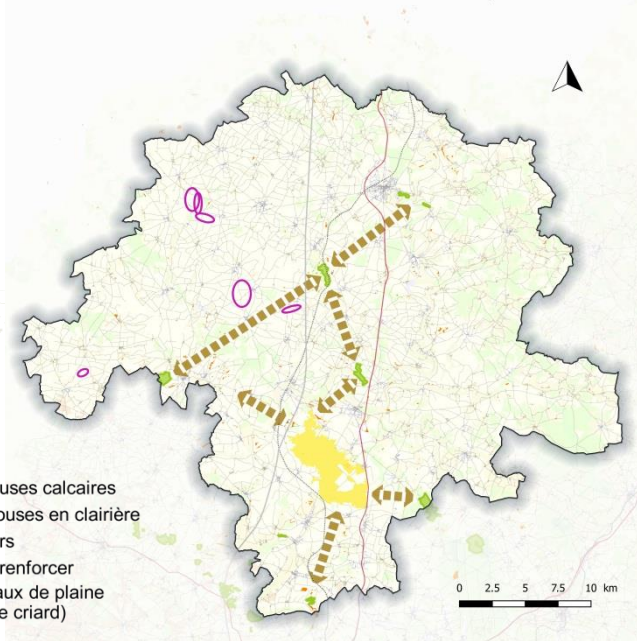 uses calcaires
ouses en clairière
rs
renforcer
aux de plaine
e criard)
0 2.5 5 7.5 10 km